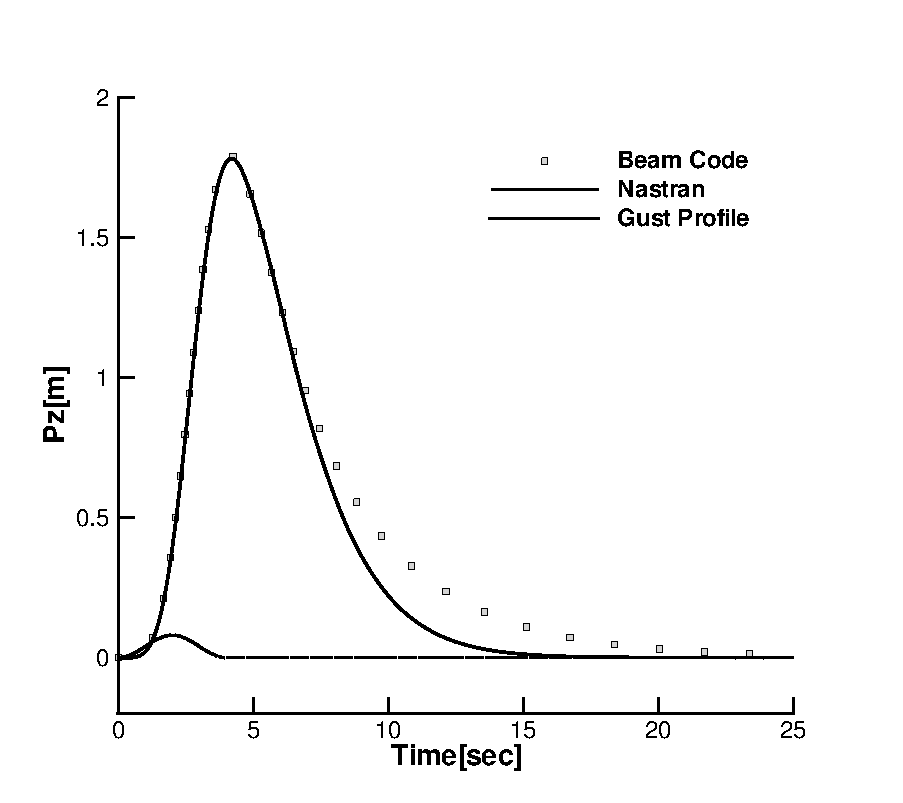 2
Beam Code
Nastran
Gust Profile
1.5
1
Pz[m]
0.5
0
0 5 10 15 20 25
Time[sec]